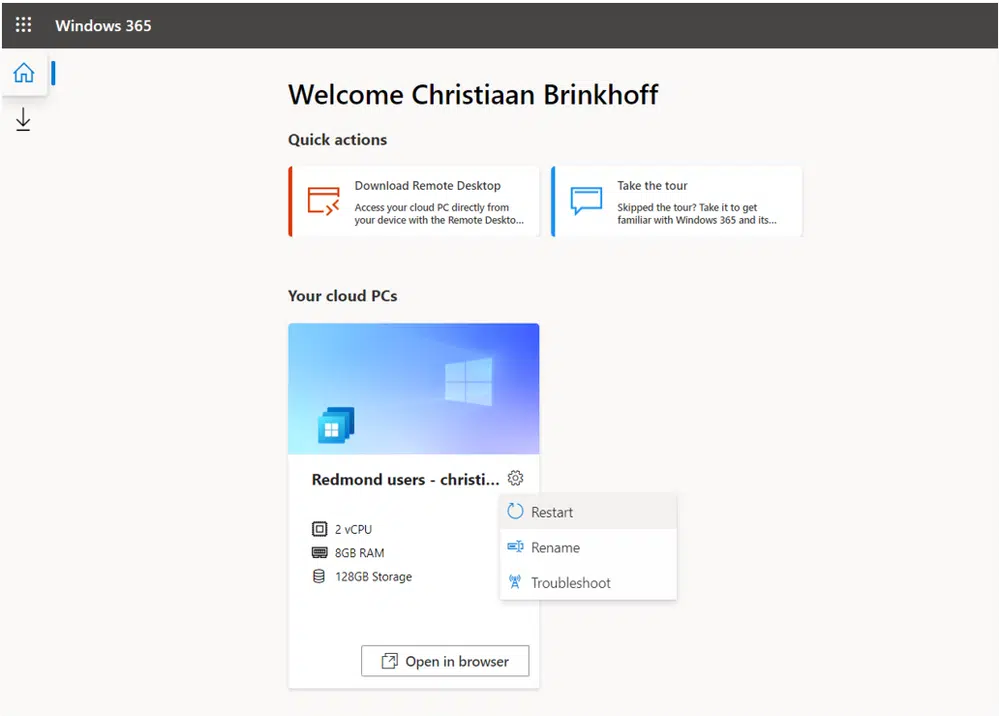 Windows 365
Welcome Christiaan Brinkhoff
Quick actions
Download Remote Desktop
Access your cloud PC directly from
your device with the Remote Deskto...
Take the tour
Skipped the tour? Take it to get
familiar with Windows 365 and its...
Your cloud PCs
Redmond users - christi...
2 vCPU
8GB RAM
128GB Storage
Restart
Rename
Troubleshoot
Open in browser